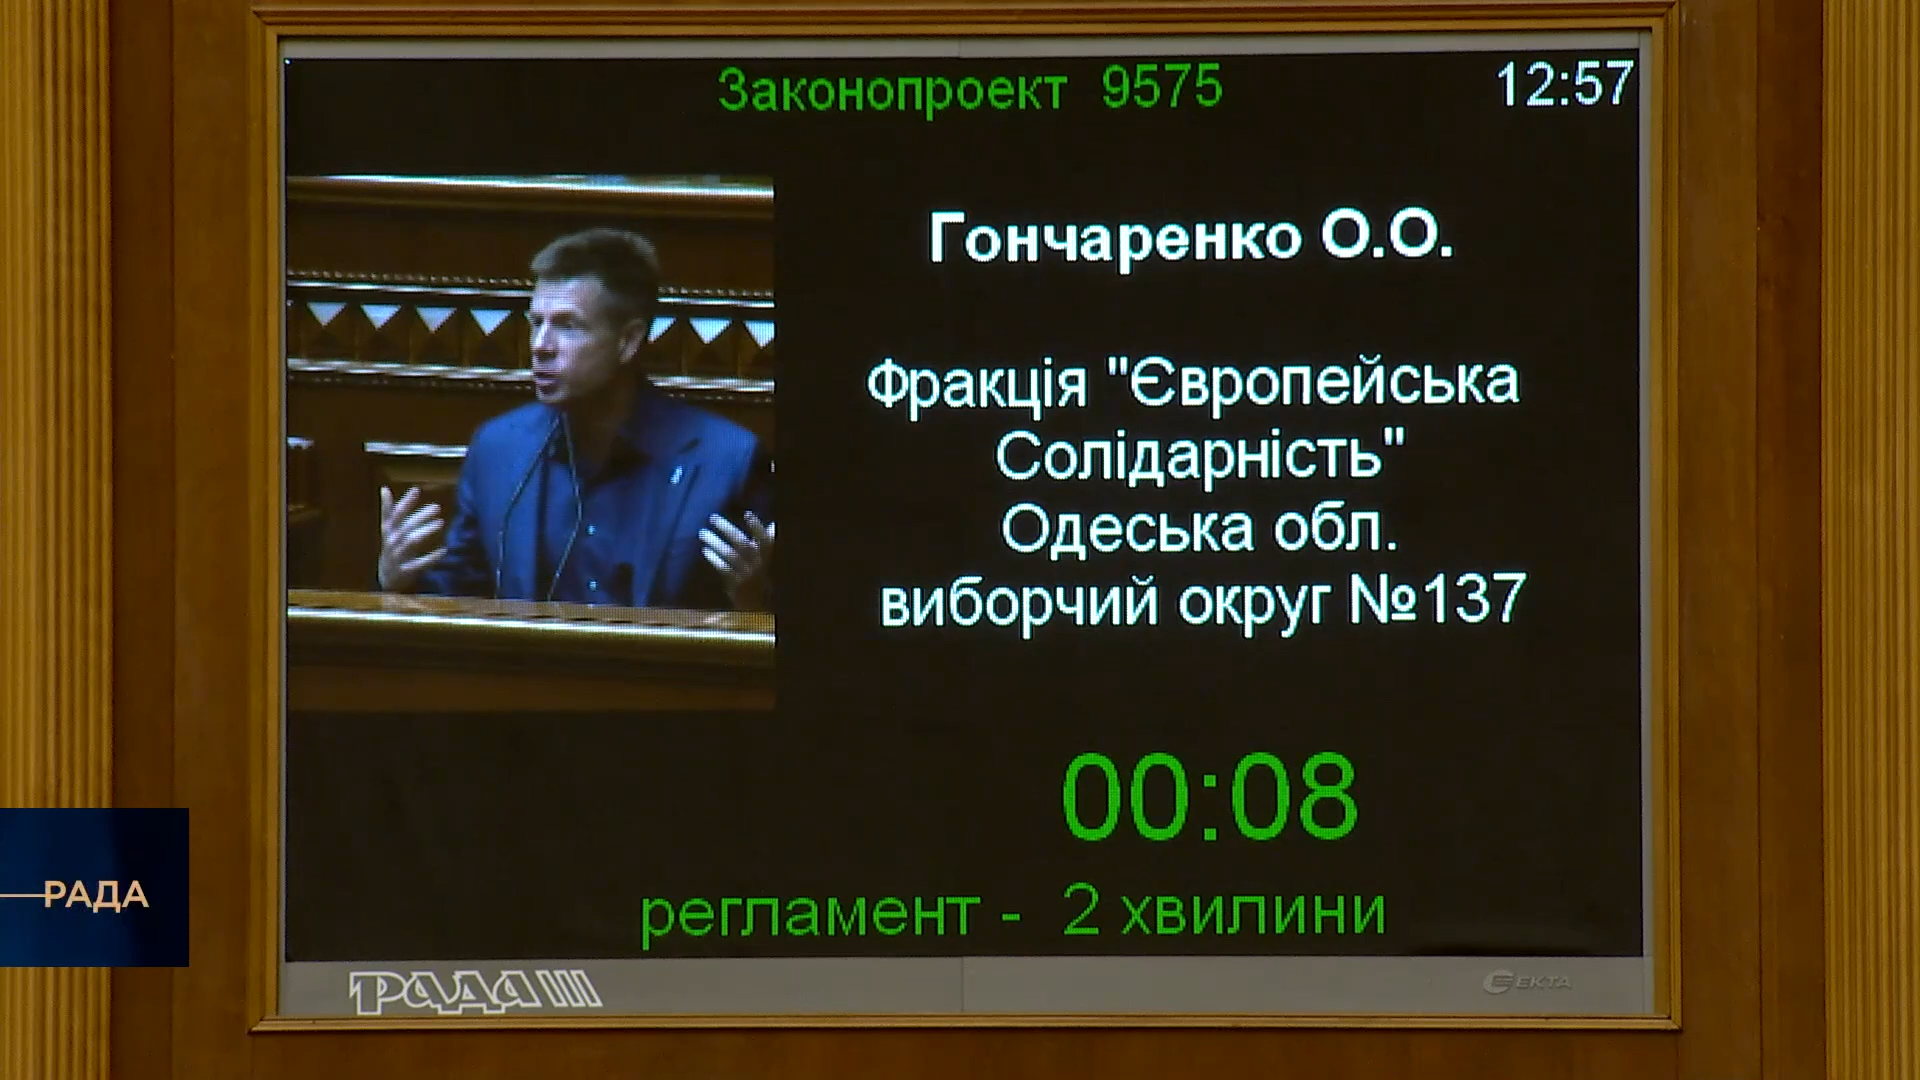 Законопроект 9575
12:57
Гончаренко О.О.
Фракція "Європейська
Солідарність"
Одеська обл.
виборчий округ №137
00:08
регламент - 2 хвилини
РАДА
РАДАIII
ЕКТА